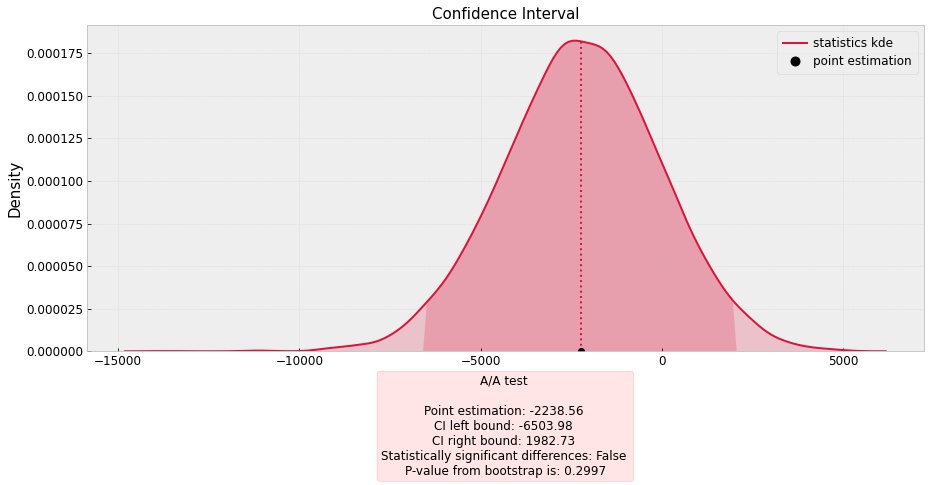 Confidence Interval
statistics kde
point estimation
Density
0.000175
0.000150
0.000125
0.000100
0.000075
0.000050
0.000025
0.000000
−15000 −10000 −5000 0 5000
A/A test
Point estimation: -2238.56
CI left bound: -6503.98
CI right bound: 1982.73
Statistically significant differences: False
P-value from bootstrap is: 0.2997